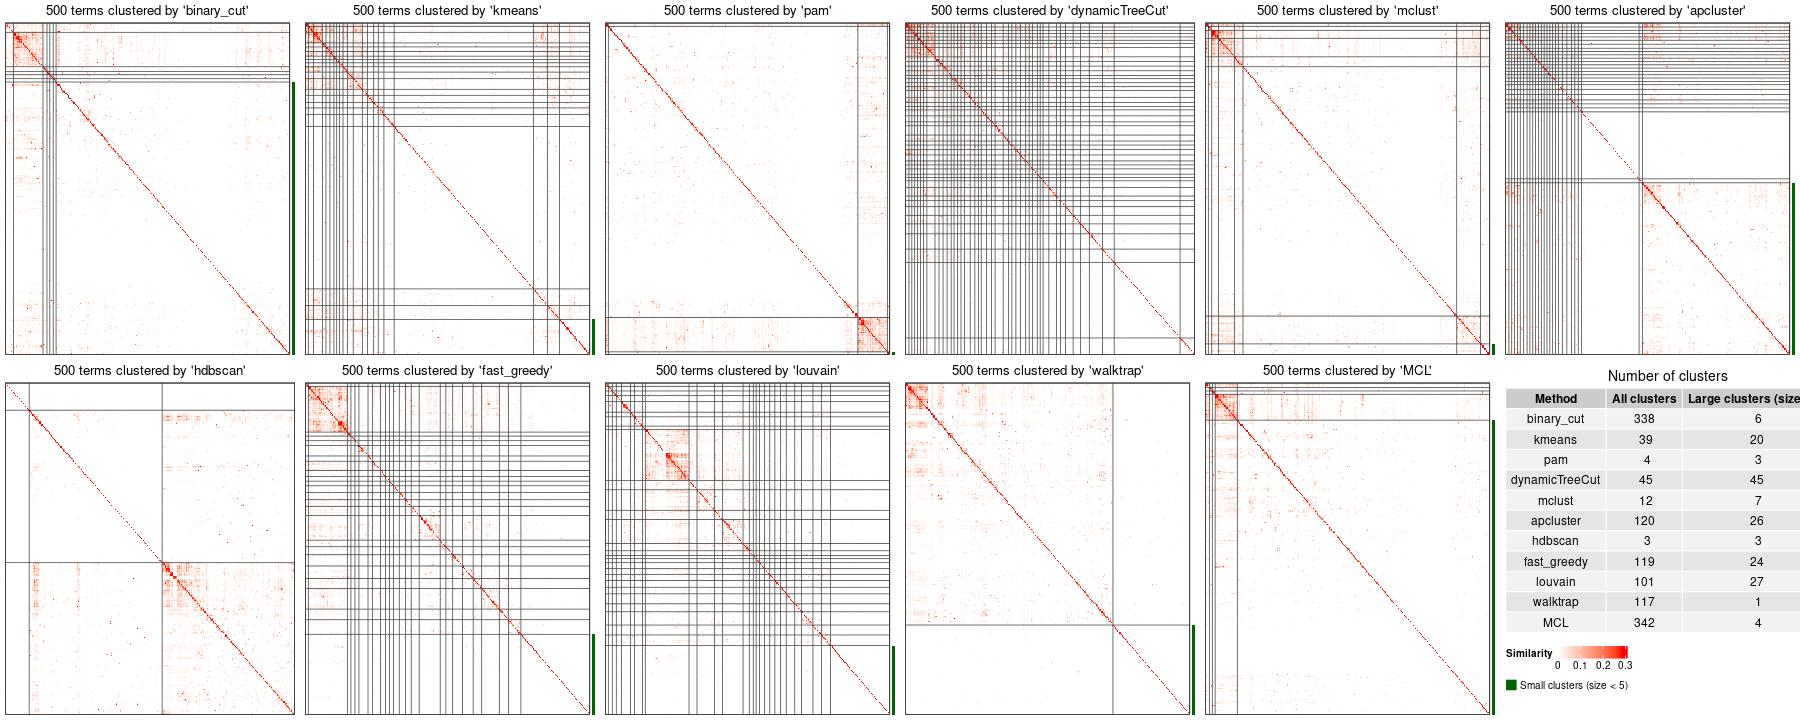 500 terms clustered by 'binary_cut'
500 terms clustered by 'kmeans'
500 terms clustered by 'pam'
500 terms clustered by 'dynamicTreeCut'
500 terms clustered by 'mclust'
500 terms clustered by 'apcluster'
500 terms clustered by 'hdbscan'
500 terms clustered by 'fast_greedy'
500 terms clustered by 'louvain'
500 terms clustered by 'walktrap'
500 terms clustered by 'MCL'
Number of clusters
Method All clusters Large clusters (size
binary_cut 338 6
kmeans 39 20
pam 4 3
dynamicTreeCut 45 45
mclust 12 7
apcluster 120 26
hdbscan 3 3
fast_greedy 119 24
louvain 101 27
walktrap 117 1
MCL 342 4
Similarity
0 0.1 0.2 0.3
Small clusters (size < 5)